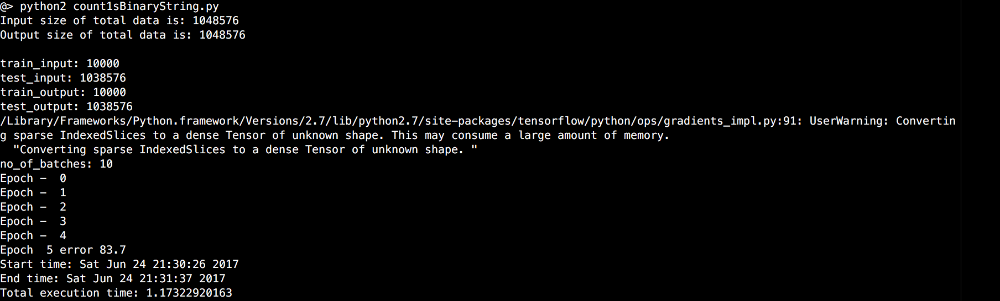 @> python2 count1sBinaryString.py
Input size of total data is: 1048576
Output size of total data is: 1048576
train_input: 10000
test_input: 1038576
train_output: 10000
test_output: 1038576
/Library/Frameworks/Python.framework/Versions/2.7/lib/python2.7/site-packages/tensorflow/python/ops/gradients_impl.py:91: UserWarning: Convertin
g sparse IndexedSlices to a dense Tensor of unknown shape. This may consume a large amount of memory.
  "Converting sparse IndexedSlices to a dense Tensor of unknown shape. "
no_of_batches: 10
Epoch -  0
Epoch -  1
Epoch -  2
Epoch -  3
Epoch -  4
Epoch  5 error 83.7
Start time: Sat Jun 24 21:30:26 2017
End time: Sat Jun 24 21:31:37 2017
Total execution time: 1.17322920163